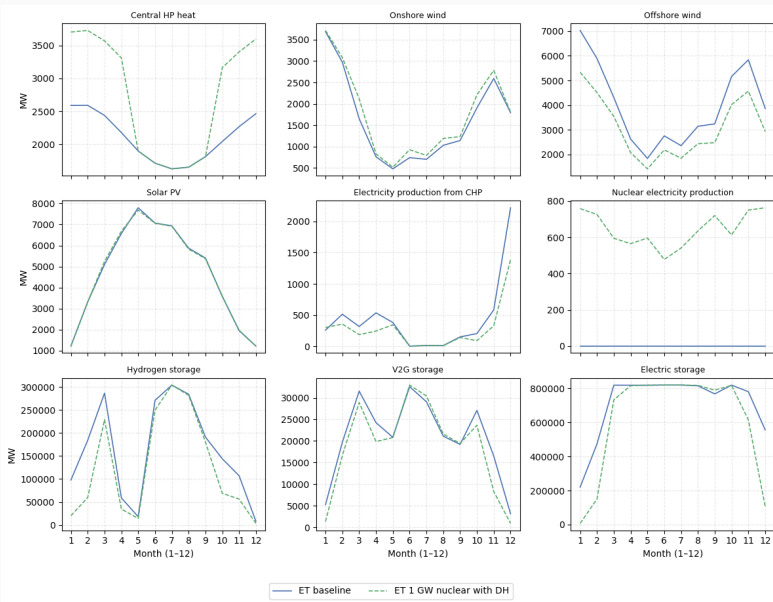 Central HP heat
Onshore wind
Offshore wind
MW
3500
3000
2500
2000
3500
3000
2500
2000
1500
1000
500
7000
6000
5000
4000
3000
2000
Solar PV
Electricity production from CHP
Nuclear electricity production
MW
8000
7000
6000
5000
4000
3000
2000
1000
2000
1500
1000
500
0
800
600
400
200
0
Hydrogen storage
V2G storage
Electric storage
MW
300000
250000
200000
150000
100000
50000
0
30000
25000
20000
15000
10000
5000
0
800000
600000
400000
200000
0
1 2 3 4 5 6 7 8 9 10 11 12
1 2 3 4 5 6 7 8 9 10 11 12
1 2 3 4 5 6 7 8 9 10 11 12
Month (1–12)
Month (1–12)
Month (1–12)
ET baseline
ET 1 GW nuclear with DH